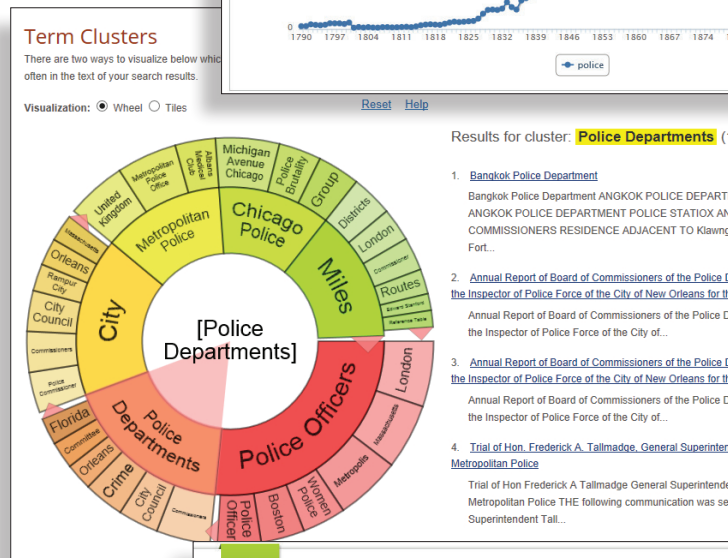 0
1790 1797 1804 1811 1818 1825 1832 1839 1846 1853 1860 1867 1874
police
Term Clusters
There are two ways to visualize below whic
often in the text of your search results.
Visualization: Wheel Tiles
Reset Help
Results for cluster: Police Departments (
1. Bangkok Police Department
Bangkok Police Department ANGKOK POLICE DEPART
ANGKOK POLICE DEPARTMENT POLICE STATIOX AN
COMMISSIONERS RESIDENCE ADJACENT TO Klawng
Fort...
2. Annual Report of Board of Commissioners of the Police D
the Inspector of Police Force of the City of New Orleans for th
Annual Report of Board of Commissioners of the Police D
the Inspector of Police Force of the City of...
3. Annual Report of Board of Commissioners of the Police D
the Inspector of Police Force of the City of New Orleans for th
Annual Report of Board of Commissioners of the Police D
the Inspector of Police Force of the City of...
4. Trial of Hon. Frederick A. Tallmadge, General Superinten
Metropolitan Police
Trial of Hon Frederick A Tallmadge General Superintende
Metropolitan Police THE following communication was se
Superintendent Tall...
[Police
Departments]
City
Metropolitan
Police
Chicago
Police
Miles
Police Officers
Police
Departments
United
Kingdom
Metropolitan
Police
Office
Albans
Medical
Club
Michigan
Avenue
Chicago
Police
Brutality
Group
Districts
London
Commissioner
Routes
Edward Stanford
Reference Table
London
Massachusetts
Metropolis
Women
Police
Boston
Police
Officer
Commissioners
City
Council
Crime
Orleans
Committee
Florida
Police
Commissioner
Commissioners
City
Council
Rampur
City
Orleans
Massachusetts